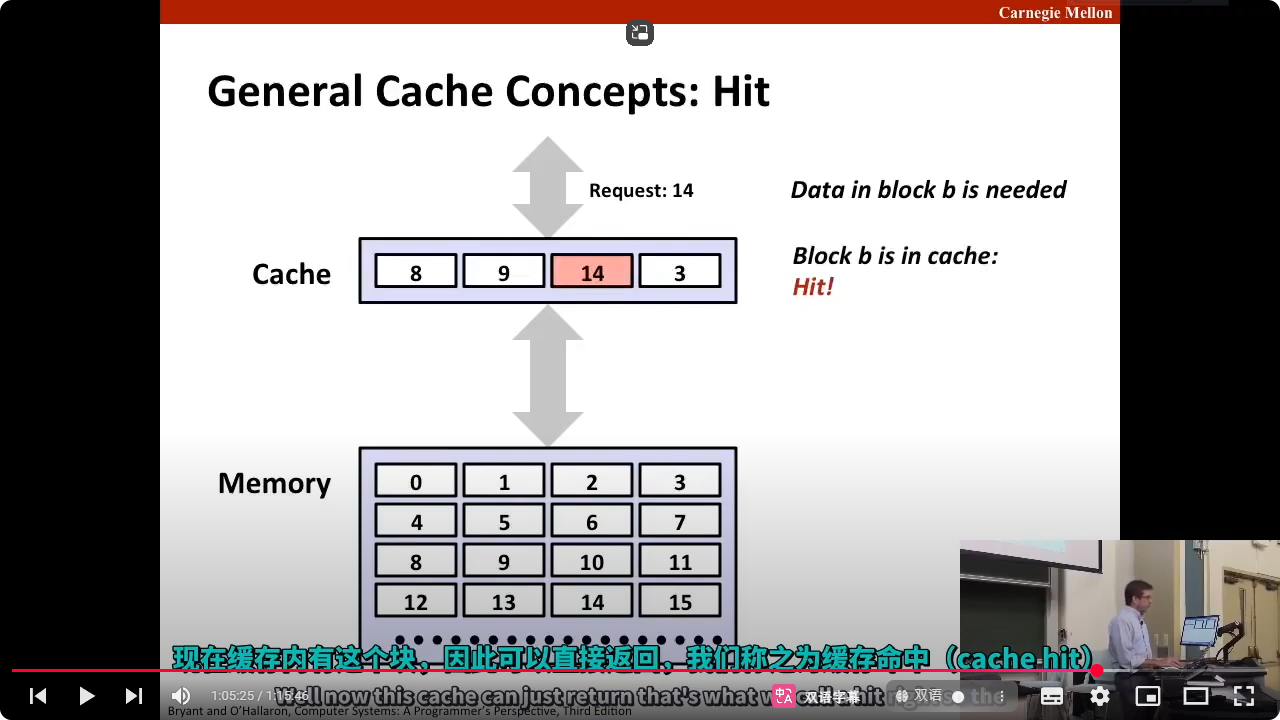 Carnegie Mellon
General Cache Concepts: Hit
Request: 14
Data in block b is needed
Cache
8 9 14 3
Block b is in cache:
Hit!
Memory
0 1 2 3
4 5 6 7
8 9 10 11
12 13 14 15
现在缓存内有这个块，因此可以直接返回，我们称之为缓存命中（cache hit）
1:05:25 / 1:15:46
well now this cache can just return that's what we
hit
双语字幕
双语
Bryant and O'Hallaron, Computer Systems: A Programmer's Perspective, Third Edition